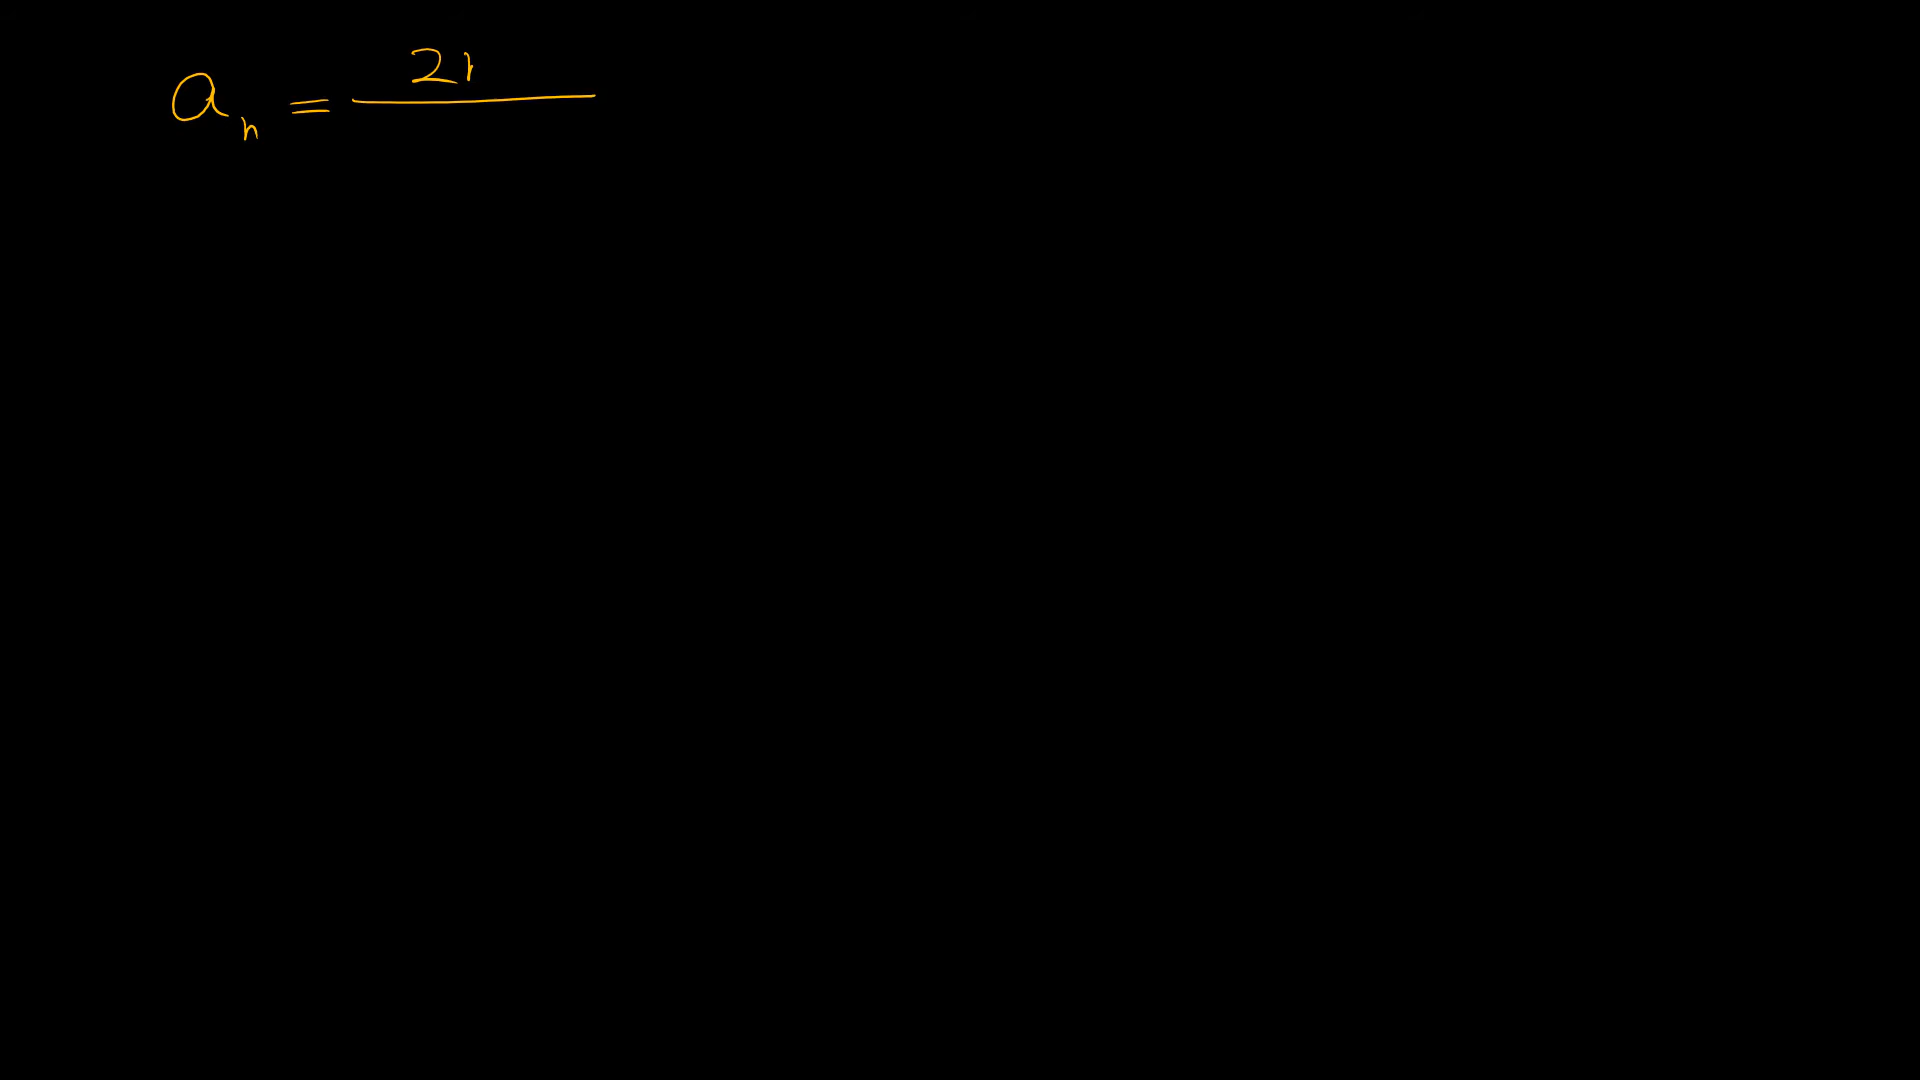 aₙ = 2